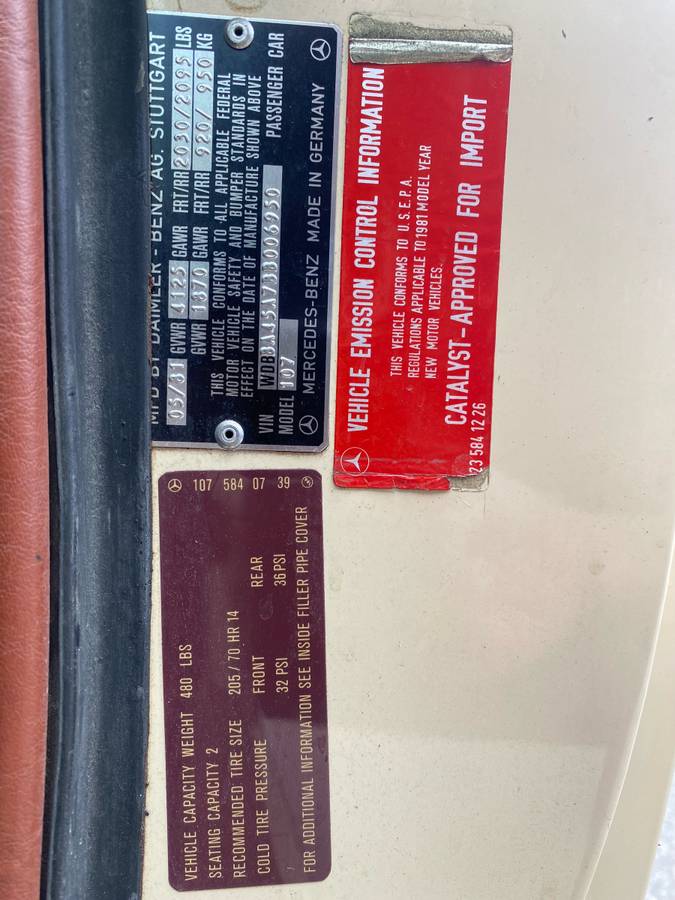 MFD BY DAIMLER - BENZ AG. STUTTGART
05/81 GVWR 4125 GAWR FRT/RR 2030/2095 LBS
GVWR 1870 GAWR FRT/RR 920/ 950 KG
THIS VEHICLE CONFORMS TO ALL APPLICABLE FEDERAL
MOTOR VEHICLE SAFETY AND BUMPER STANDARDS IN
EFFECT ON THE DATE OF MANUFACTURE SHOWN ABOVE
VIN PASSENGER CAR
MODEL 107
MERCEDES-BENZ MADE IN GERMANY
VEHICLE EMISSION CONTROL INFORMATION
THIS VEHICLE CONFORMS TO U.S.E.P.A.
REGULATIONS APPLICABLE TO 1981 MODEL YEAR
NEW MOTOR VEHICLES.
CATALYST-APPROVED FOR IMPORT
23 584 12 26
107 584 07 39
VEHICLE CAPACITY WEIGHT 480 LBS
SEATING CAPACITY 2
RECOMMENDED TIRE SIZE 205/70 HR 14
COLD TIRE PRESSURE FRONT REAR
32 PSI 36 PSI
FOR ADDITIONAL INFORMATION SEE INSIDE FILLER PIPE COVER